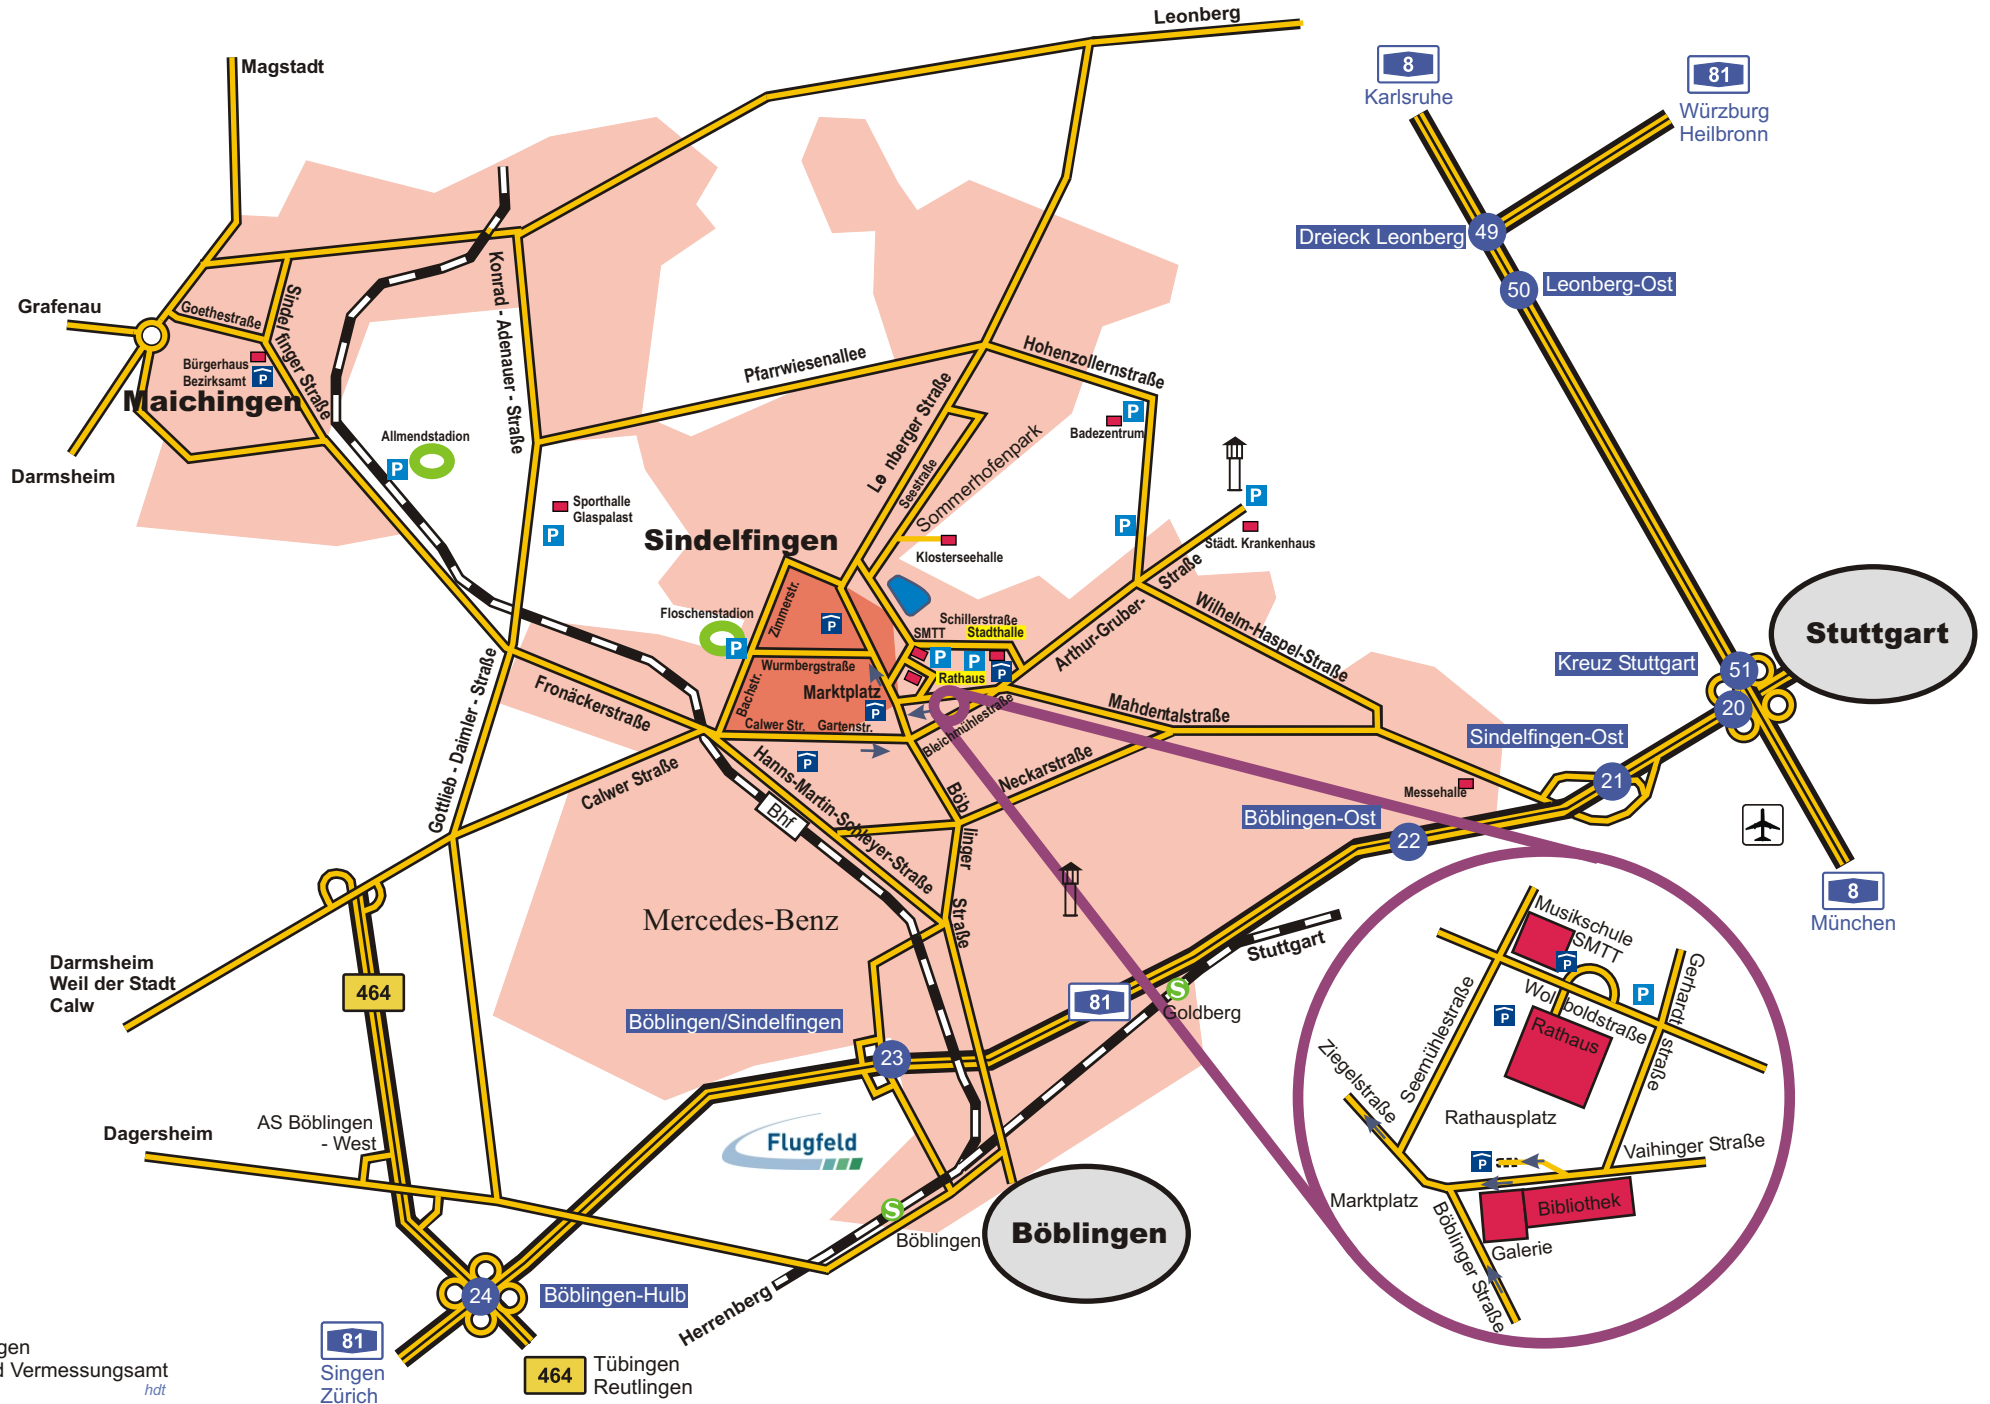 Leonberg
Magstadt
8
Karlsruhe
81
Würzburg
Heilbronn
Dreieck Leonberg
49
50
Leonberg-Ost
Konrad - Adenauer - Straße
Grafenau
Goethestraße
Sindelfinger Straße
Bürgerhaus
Bezirksamt
P
Maichingen
Pfarrwiesenallee
Hohenzollernstraße
Leonberger Straße
Seestraße
Sommerhofenpark
P
Badezentrum
Allmendstadion
P
Darmsheim
Sporthalle
Glaspalast
P
P
P
Städt. Krankenhaus
Sindelfingen
Klosterseehalle
Floschenstadion
P
Zimmerstr.
P
Schillerstraße
SMTT
Stadthalle
P
P
P
Rathaus
Arthur-Gruber-
Straße
Wilhelm-Haspel-Straße
Stuttgart
Kreuz Stuttgart
51
20
Wurmbergstraße
Marktplatz
P
Bachstr.
Calwer Str.
Gartenstr.
P
Fronäckerstraße
Gottlieb - Daimler - Straße
Calwer Straße
Bleichmühlestraße
Mahdentalstraße
Neckarstraße
Hanns-Martin-Schleyer-Straße
Bhf
Böblinger
Straße
Sindelfingen-Ost
21
Messehalle
Böblingen-Ost
22
8
München
Mercedes-Benz
Darmsheim
Weil der Stadt
Calw
464
Stuttgart
81
S
Goldberg
Böblingen/Sindelfingen
23
Flugfeld
AS Böblingen
- West
Dagersheim
S
Böblingen
Böblingen
Herrenberg
24
Böblingen-Hulb
81
Singen
Zürich
464
Tübingen
Reutlingen
Musikschule
SMTT
P
P
P
Wolboldstraße
Gerhardtstraße
Rathaus
Seemühlestraße
Ziegelstraße
Rathausplatz
Vaihinger Straße
P
Marktplatz
Bibliothek
Galerie
Böblinger Straße
gen
d Vermessungsamt
hdt